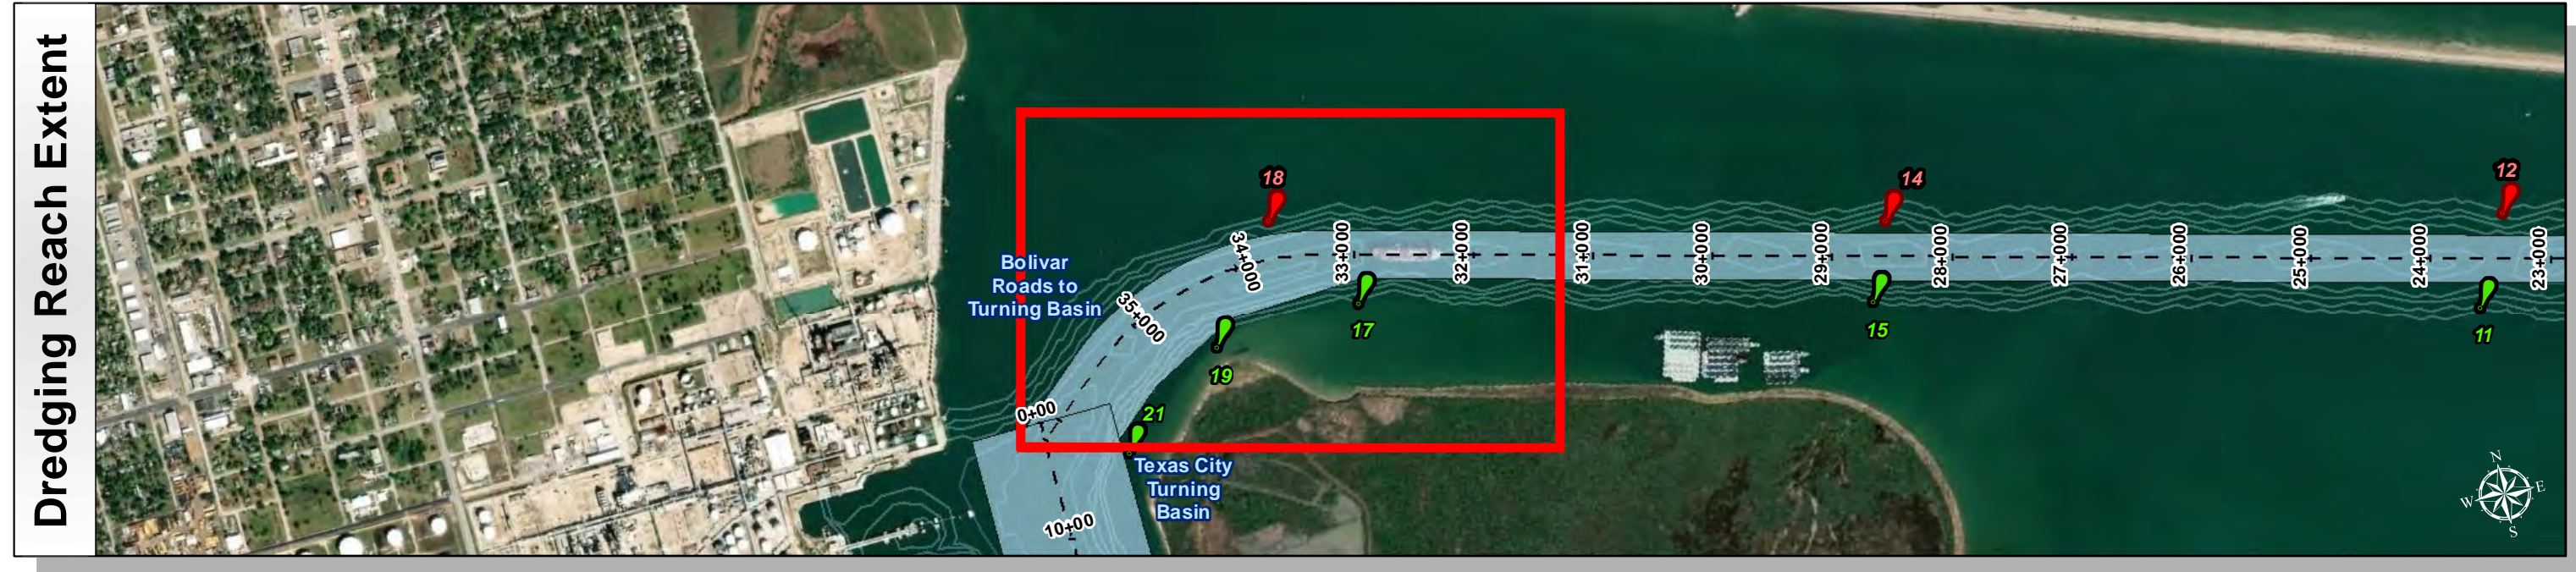 Dredging Reach Extent
18
14
12
Bolivar
Roads to
Turning Basin
34+000
33+000
32+000
31+000
30+000
29+000
28+000
27+000
26+000
25+000
24+000
23+000
35+000
17
15
11
19
0+00
21
Texas City
Turning
Basin
10+00
N
W
E
S